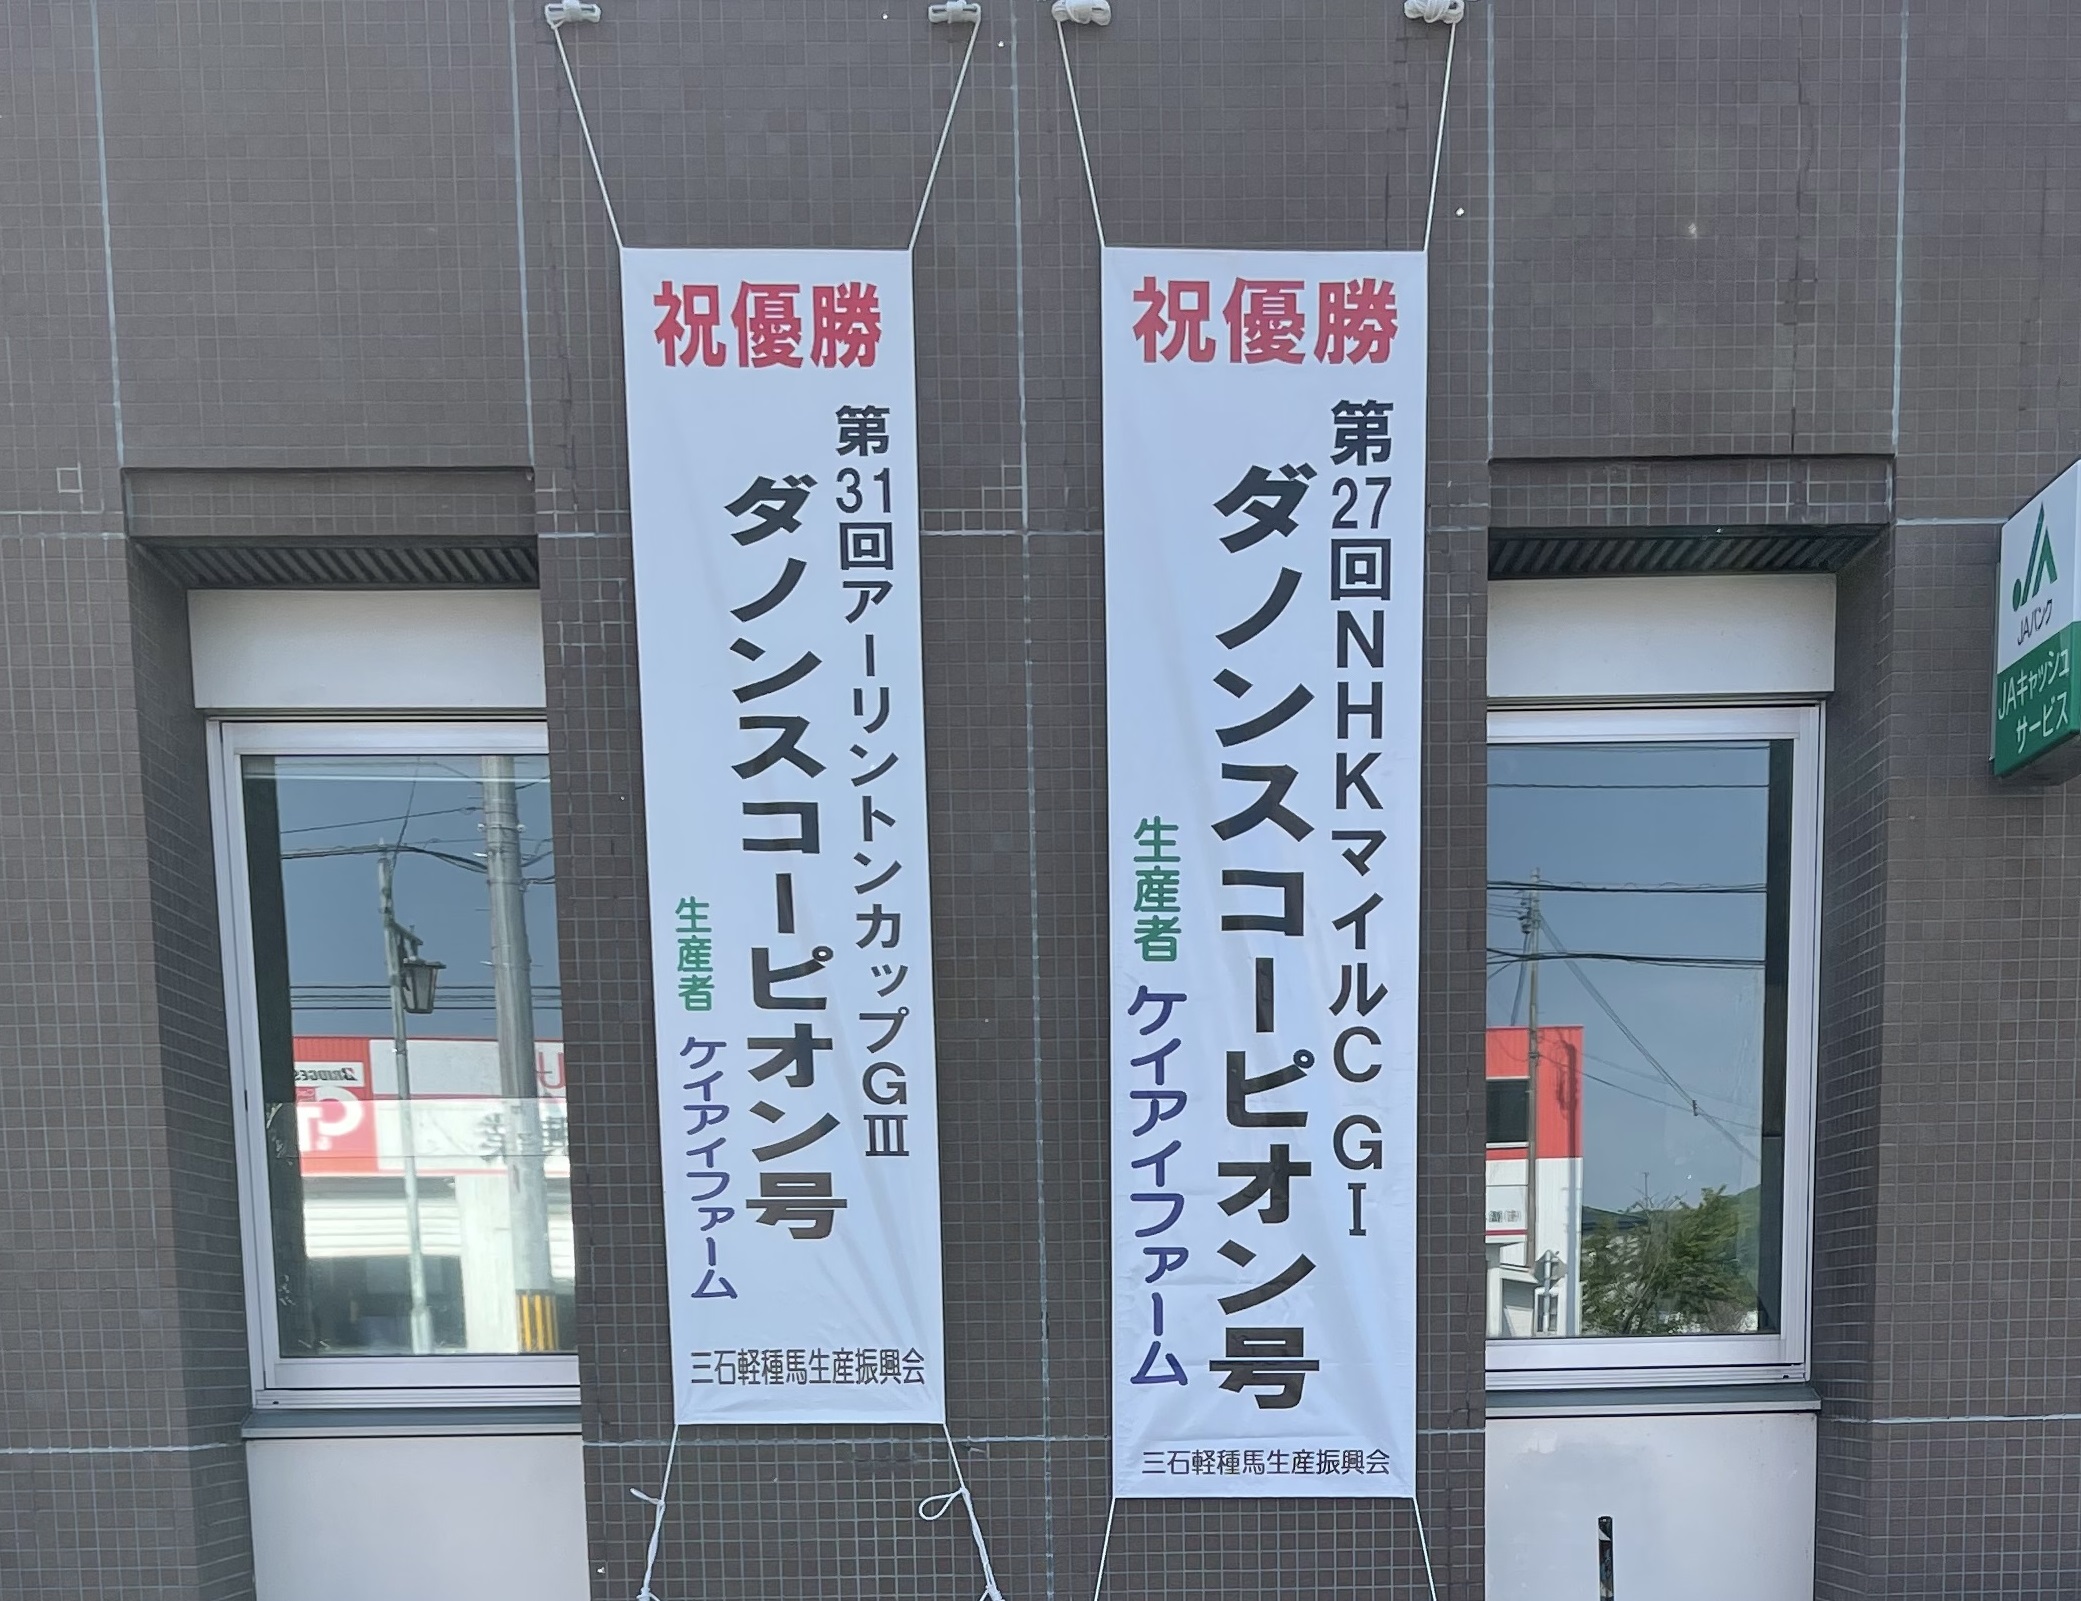 祝優勝
第31回アーリントンカップGⅢ
ダノンスコーピオン号
生産者 ケイアイファーム
三石軽種馬生産振興会
祝優勝
第27回NHKマイルC GⅠ
ダノンスコーピオン号
生産者 ケイアイファーム
三石軽種馬生産振興会
JA
JAバンク
JAキャッシュ
サービス